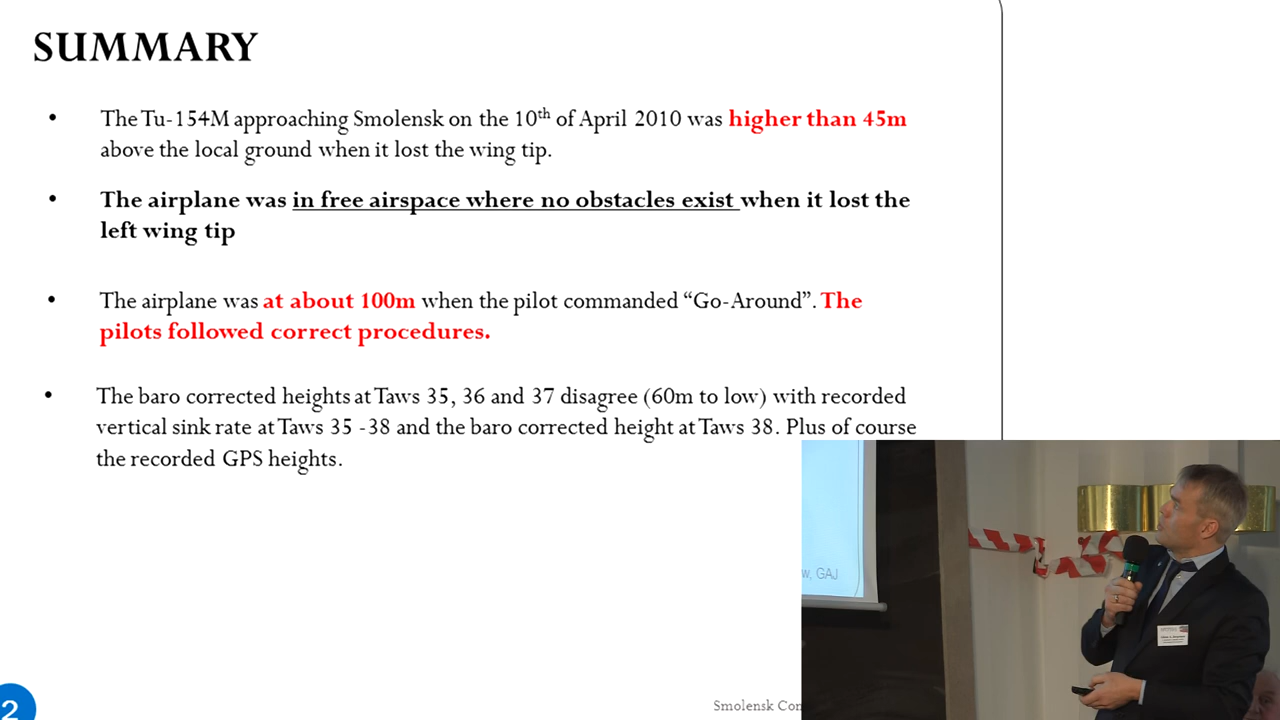 SUMMARY
• The Tu-154M approaching Smolensk on the 10th of April 2010 was higher than 45m
above the local ground when it lost the wing tip.
• The airplane was in free airspace where no obstacles exist when it lost the
left wing tip
• The airplane was at about 100m when the pilot commanded “Go-Around”. The
pilots followed correct procedures.
• The baro corrected heights at Taws 35, 36 and 37 disagree (60m to low) with recorded
vertical sink rate at Taws 35 -38 and the baro corrected height at Taws 38. Plus of course
the recorded GPS heights.
w, GAJ
2
Smolensk Con